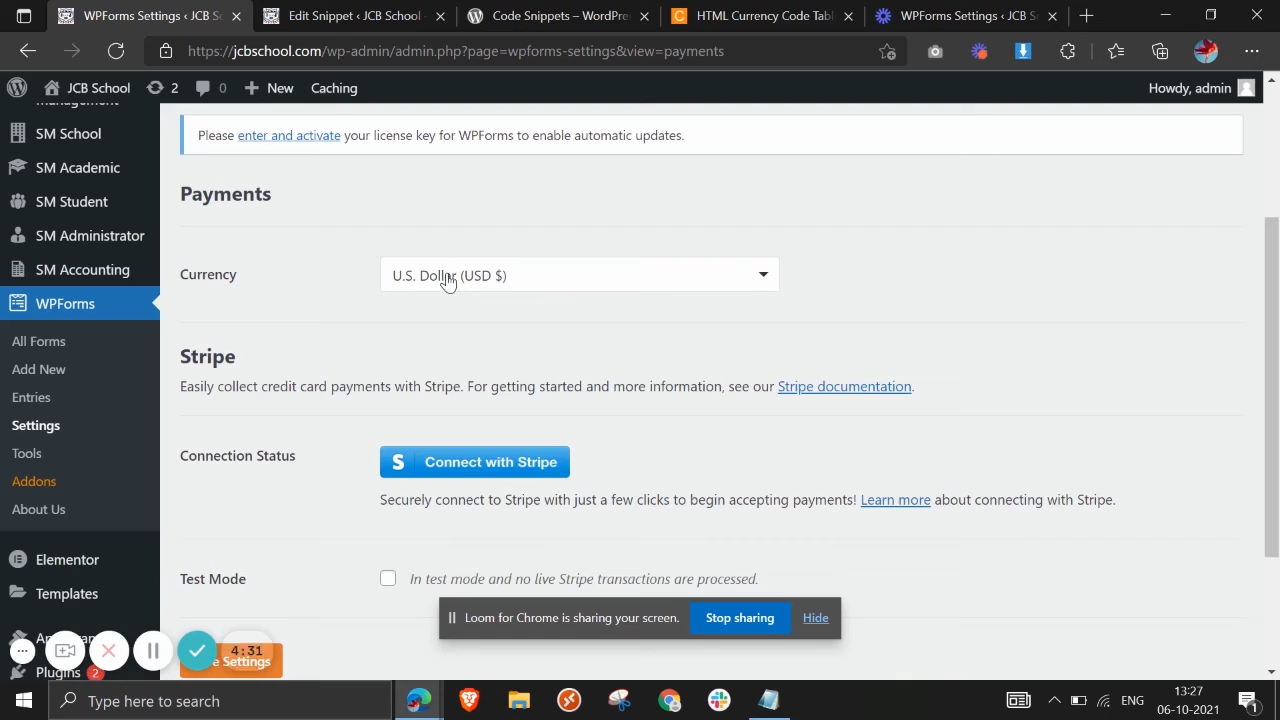 WPForms Settings ‹ JCB Sc
Edit Snippet ‹ JCB School -
Code Snippets – WordPre
HTML Currency Code Tabl
WPForms Settings ‹ JCB Sc
https://jcbschool.com/wp-admin/admin.php?page=wpforms-settings&view=payments
JCB School
2
0
New
Caching
Howdy, admin
management
SM School
SM Academic
SM Student
SM Administrator
SM Accounting
WPForms
All Forms
Add New
Entries
Settings
Tools
Addons
About Us
Elementor
Templates
Plugins 2
Please enter and activate your license key for WPForms to enable automatic updates.
Payments
Currency
U.S. Dollar (USD $)
Stripe
Easily collect credit card payments with Stripe. For getting started and more information, see our Stripe documentation.
Connection Status
S Connect with Stripe
Securely connect to Stripe with just a few clicks to begin accepting payments! Learn more about connecting with Stripe.
Test Mode
In test mode and no live Stripe transactions are processed.
Loom for Chrome is sharing your screen.
Stop sharing
Hide
4:31
Settings
Type here to search
ENG
13:27
06-10-2021
1